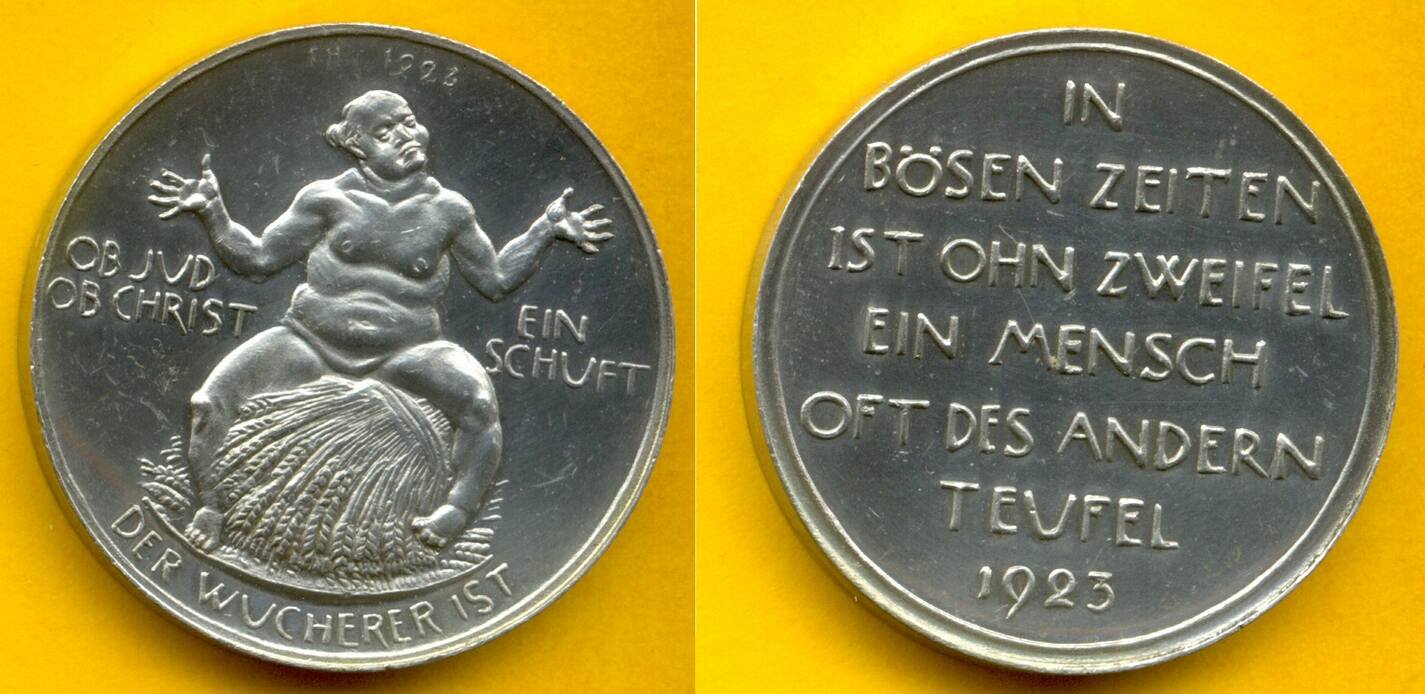 FH 1923
OB JUD
OB CHRIST
EIN
SCHUFT
DER WUCHERER IST
IN
BÖSEN ZEITEN
IST OHN ZWEIFEL
EIN MENSCH
OFT DES ANDERN
TEUFEL
1923